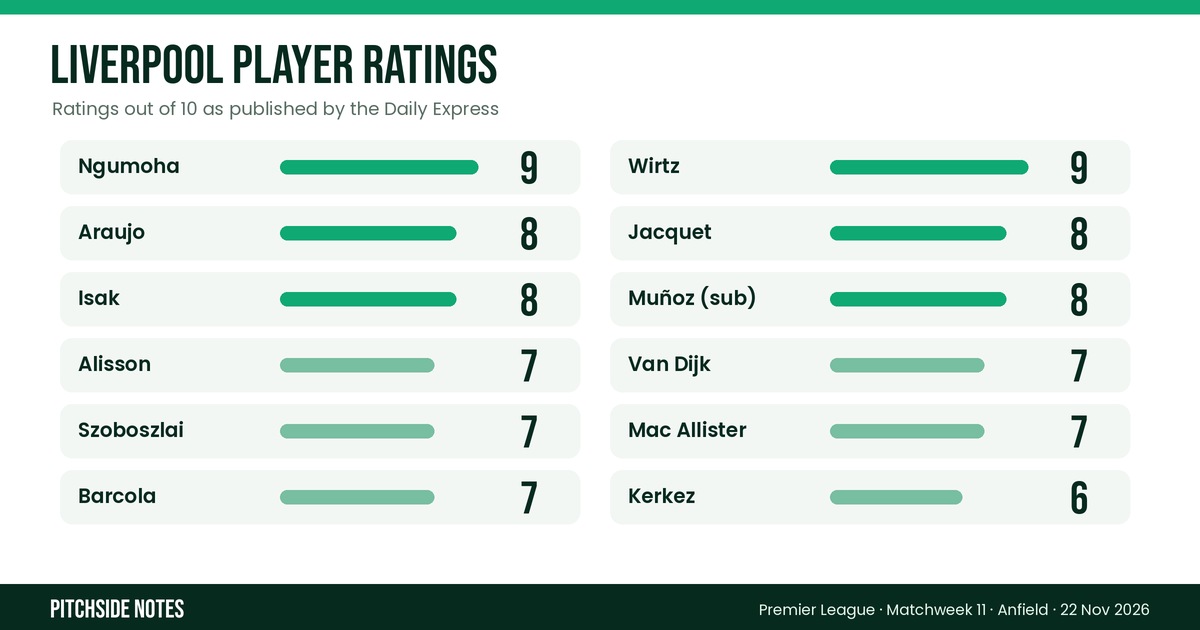 LIVERPOOL PLAYER RATINGS
Ratings out of 10 as published by the Daily Express
Ngumoha 9
Wirtz 9
Araujo 8
Jacquet 8
Isak 8
Muñoz (sub) 8
Alisson 7
Van Dijk 7
Szoboszlai 7
Mac Allister 7
Barcola 7
Kerkez 6
PITCHSIDE NOTES
Premier League · Matchweek 11 · Anfield · 22 Nov 2026